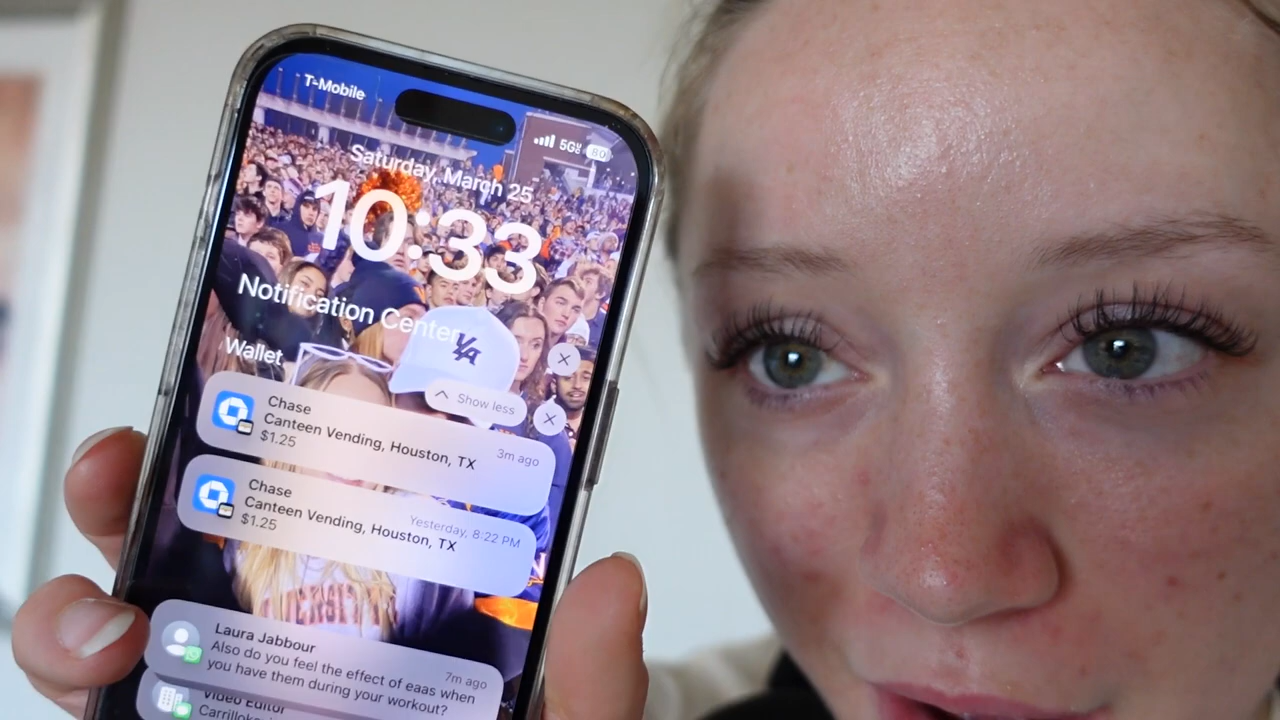 T-Mobile
5G
80
Saturday, March 25
10:33
Notification Center
VA
Wallet
Show less
Chase
3m ago
Canteen Vending, Houston, TX
$1.25
Chase
Yesterday, 8:22 PM
Canteen Vending, Houston, TX
$1.25
Laura Jabbour
7m ago
Also do you feel the effect of eaas when
you have them during your workout?
Video Editor